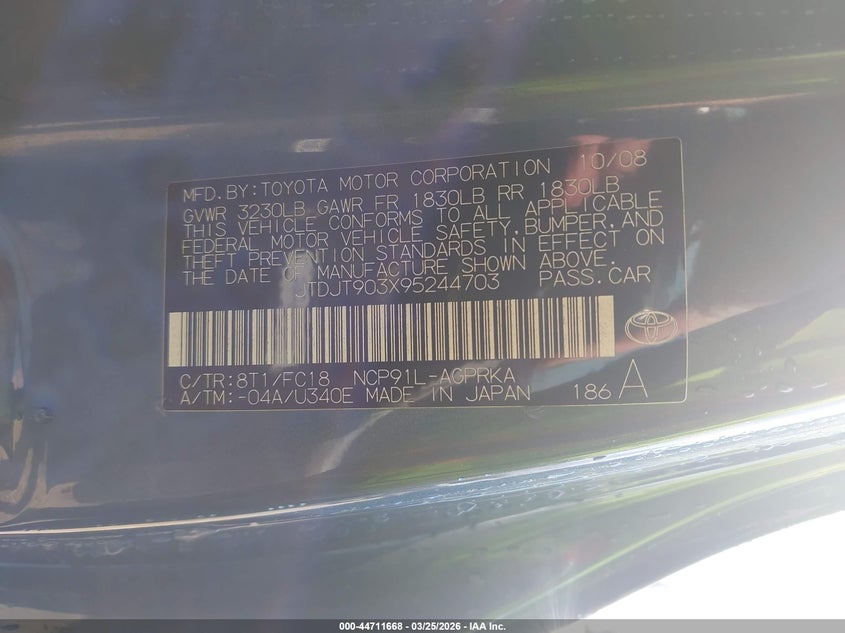 MFD.BY:TOYOTA MOTOR CORPORATION 10/08
GVWR 3230LB GAWR FR 1830LB RR 1830LB
THIS VEHICLE CONFORMS TO ALL APPLICABLE
FEDERAL MOTOR VEHICLE SAFETY,BUMPER,AND
THEFT PREVENTION STANDARDS IN EFFECT ON
THE DATE OF MANUFACTURE SHOWN ABOVE.
JTDJT903X95244703 PASS.CAR
C/TR:8T1/FC18 NCP91L-AGPRKA
A/TM:-04A/U340E MADE IN JAPAN 186 A
000-44711668 - 03/25/2026 - IAA Inc.